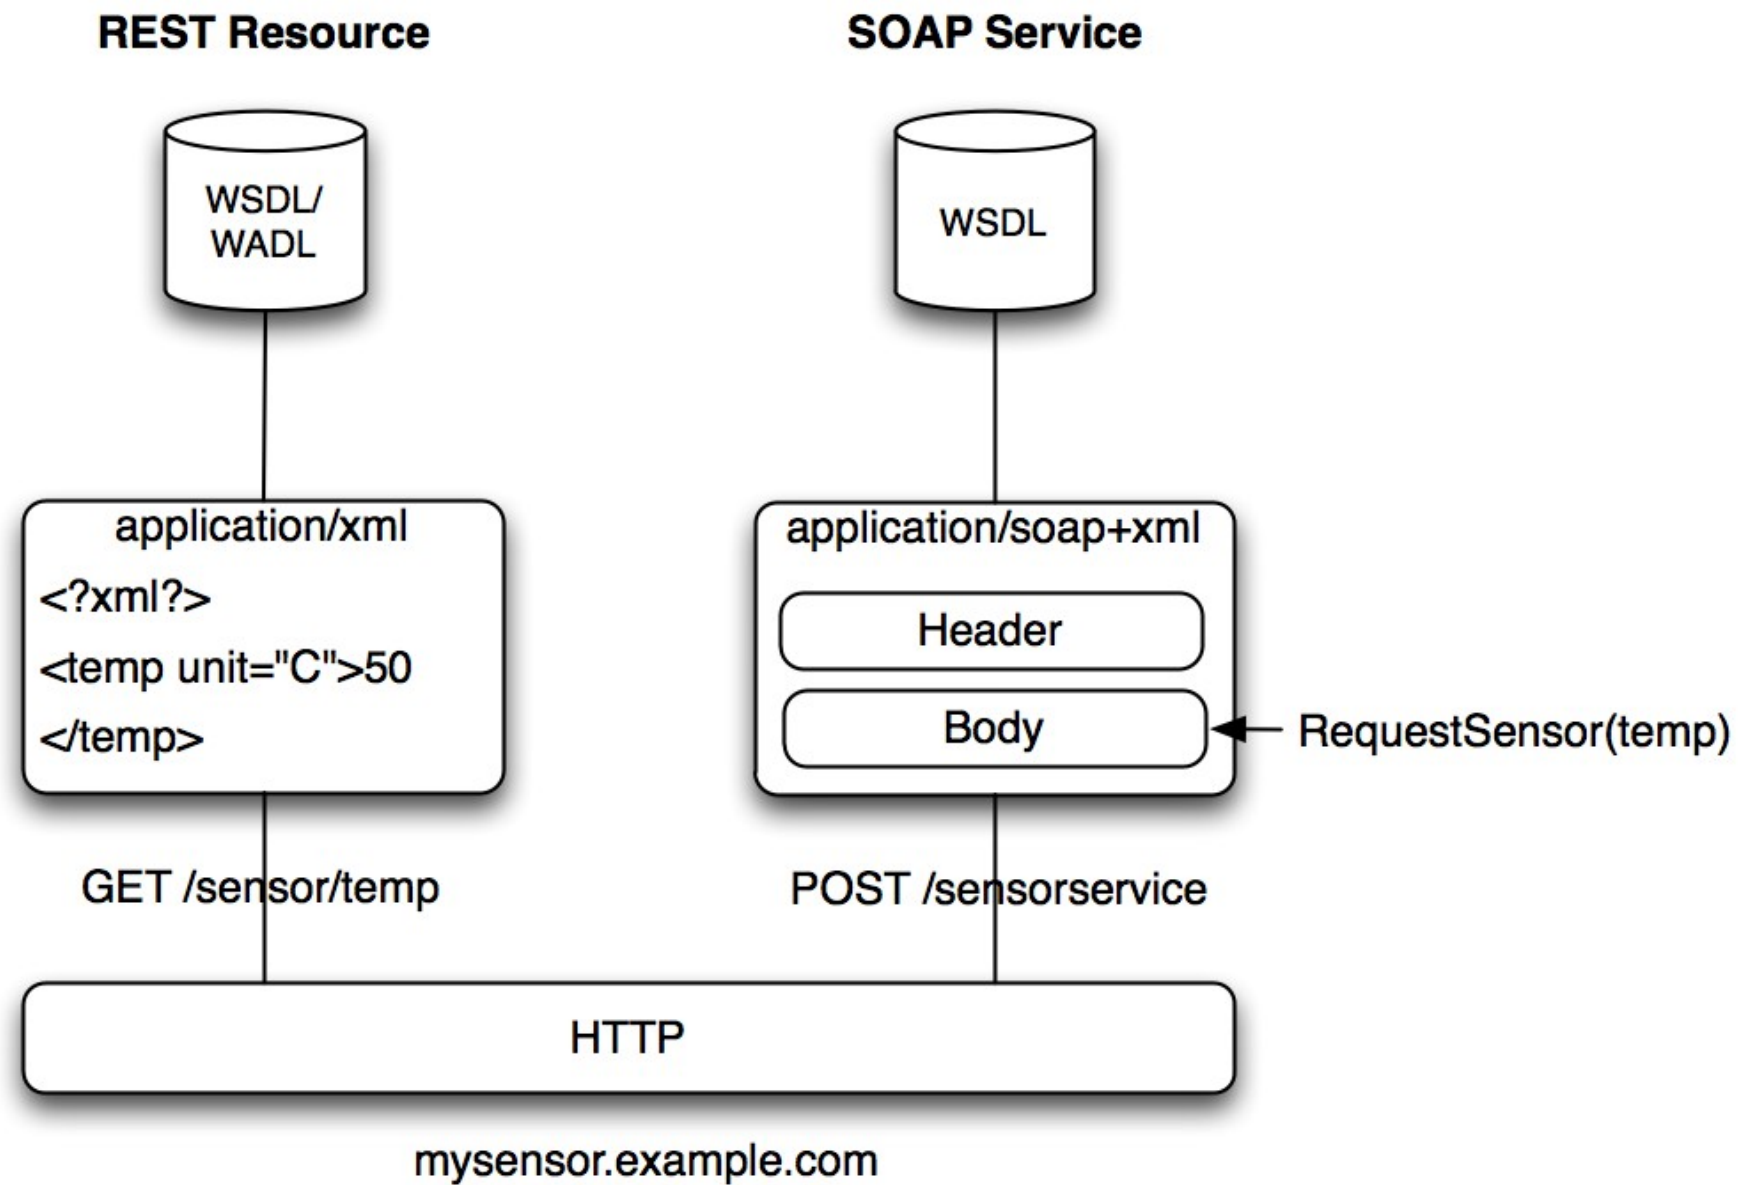 REST Resource
SOAP Service
WSDL/
WADL
WSDL
application/xml
<?xml?>
<temp unit="C">50
</temp>
application/soap+xml
Header
Body
RequestSensor(temp)
GET /sensor/temp
POST /sensorservice
HTTP
mysensor.example.com